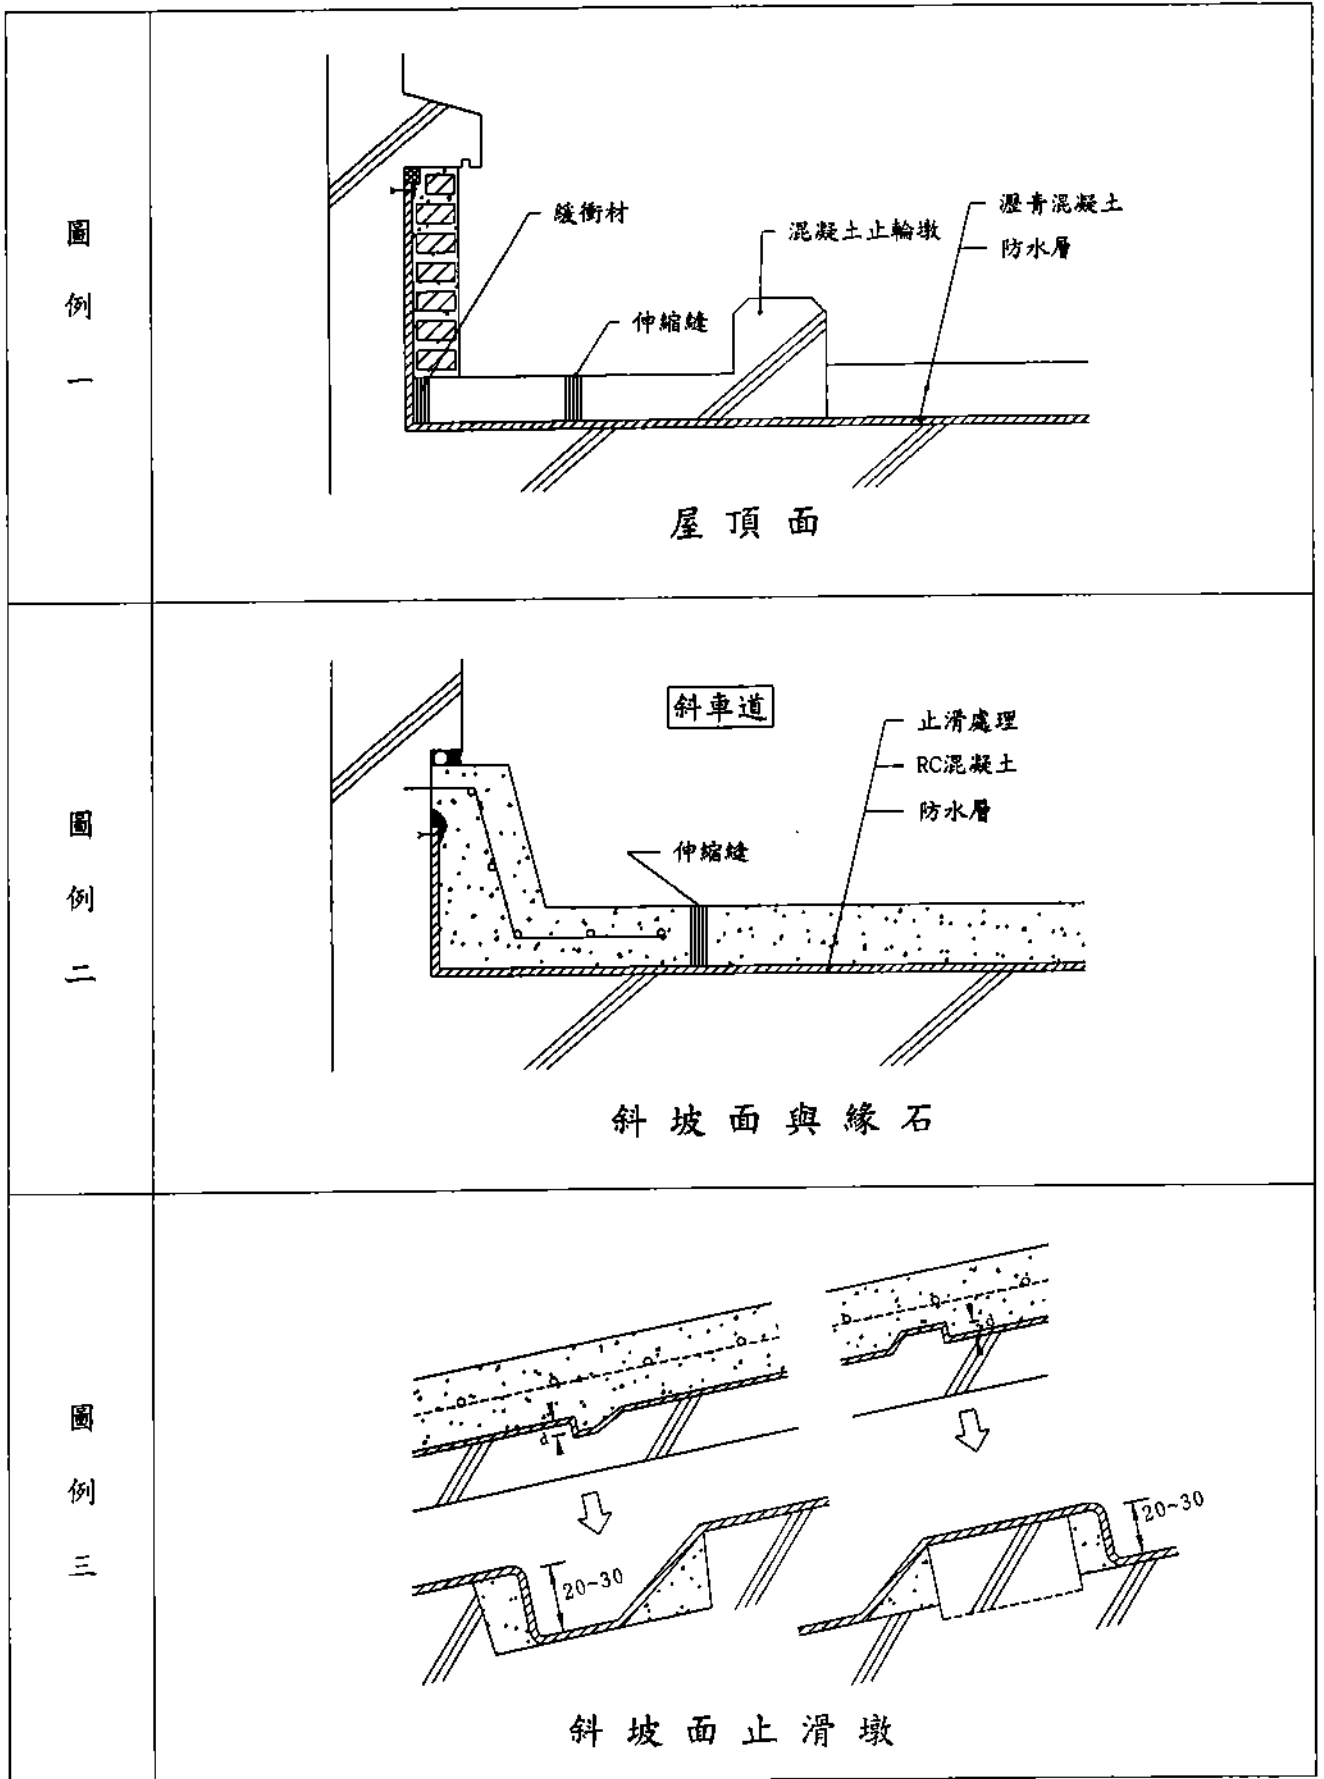 圖例一
緩衝材
伸縮縫
混凝土止輪墩
瀝青混凝土
防水層
屋頂面
圖例二
斜車道
止滑處理
RC混凝土
防水層
伸縮縫
斜坡面與緣石
圖例三
d
d
20~30
20~30
斜坡面止滑墩